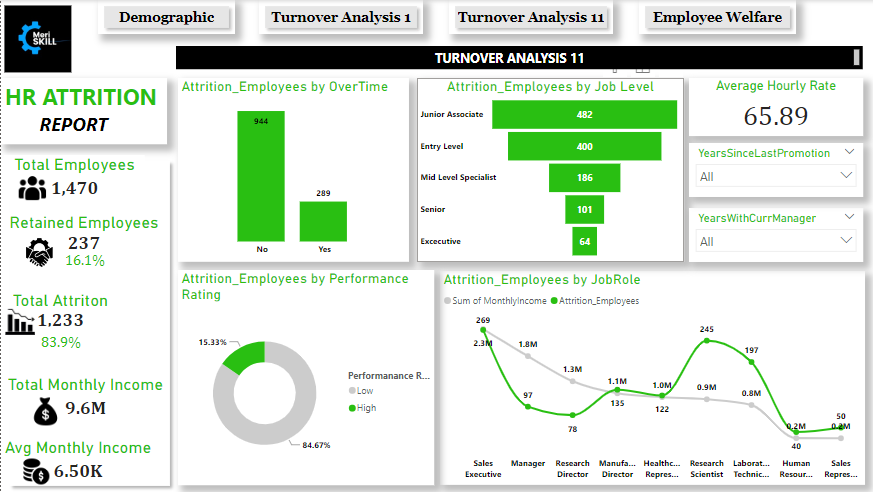 Meri
SKILL
Demographic
Turnover Analysis 1
Turnover Analysis 11
Employee Welfare
TURNOVER ANALYSIS 11
HR ATTRITION
REPORT
Total Employees
1,470
Retained Employees
237
16.1%
Total Attriton
1,233
83.9%
Total Monthly Income
9.6M
Avg Monthly Income
6.50K
Attrition_Employees by OverTime
944
289
No
Yes
Attrition_Employees by Job Level
Junior Associate
482
Entry Level
400
Mid Level Specialist
186
Senior
101
Excecutive
64
Average Hourly Rate
65.89
YearsSinceLastPromotion
All
YearsWithCurrManager
All
Attrition_Employees by Performance
Rating
15.33%
84.67%
Performanance R...
Low
High
Attrition_Employees by JobRole
Sum of MonthlyIncome
Attrition_Employees
269
2.3M
1.8M
97
1.3M
78
1.1M
135
1.0M
122
245
0.9M
197
0.8M
0.2M
40
50
0.2M
Sales
Executive
Manager
Research
Director
Manufa...
Director
Healthc...
Repres...
Research
Scientist
Laborat...
Technic...
Human
Resour...
Sales
Repres...